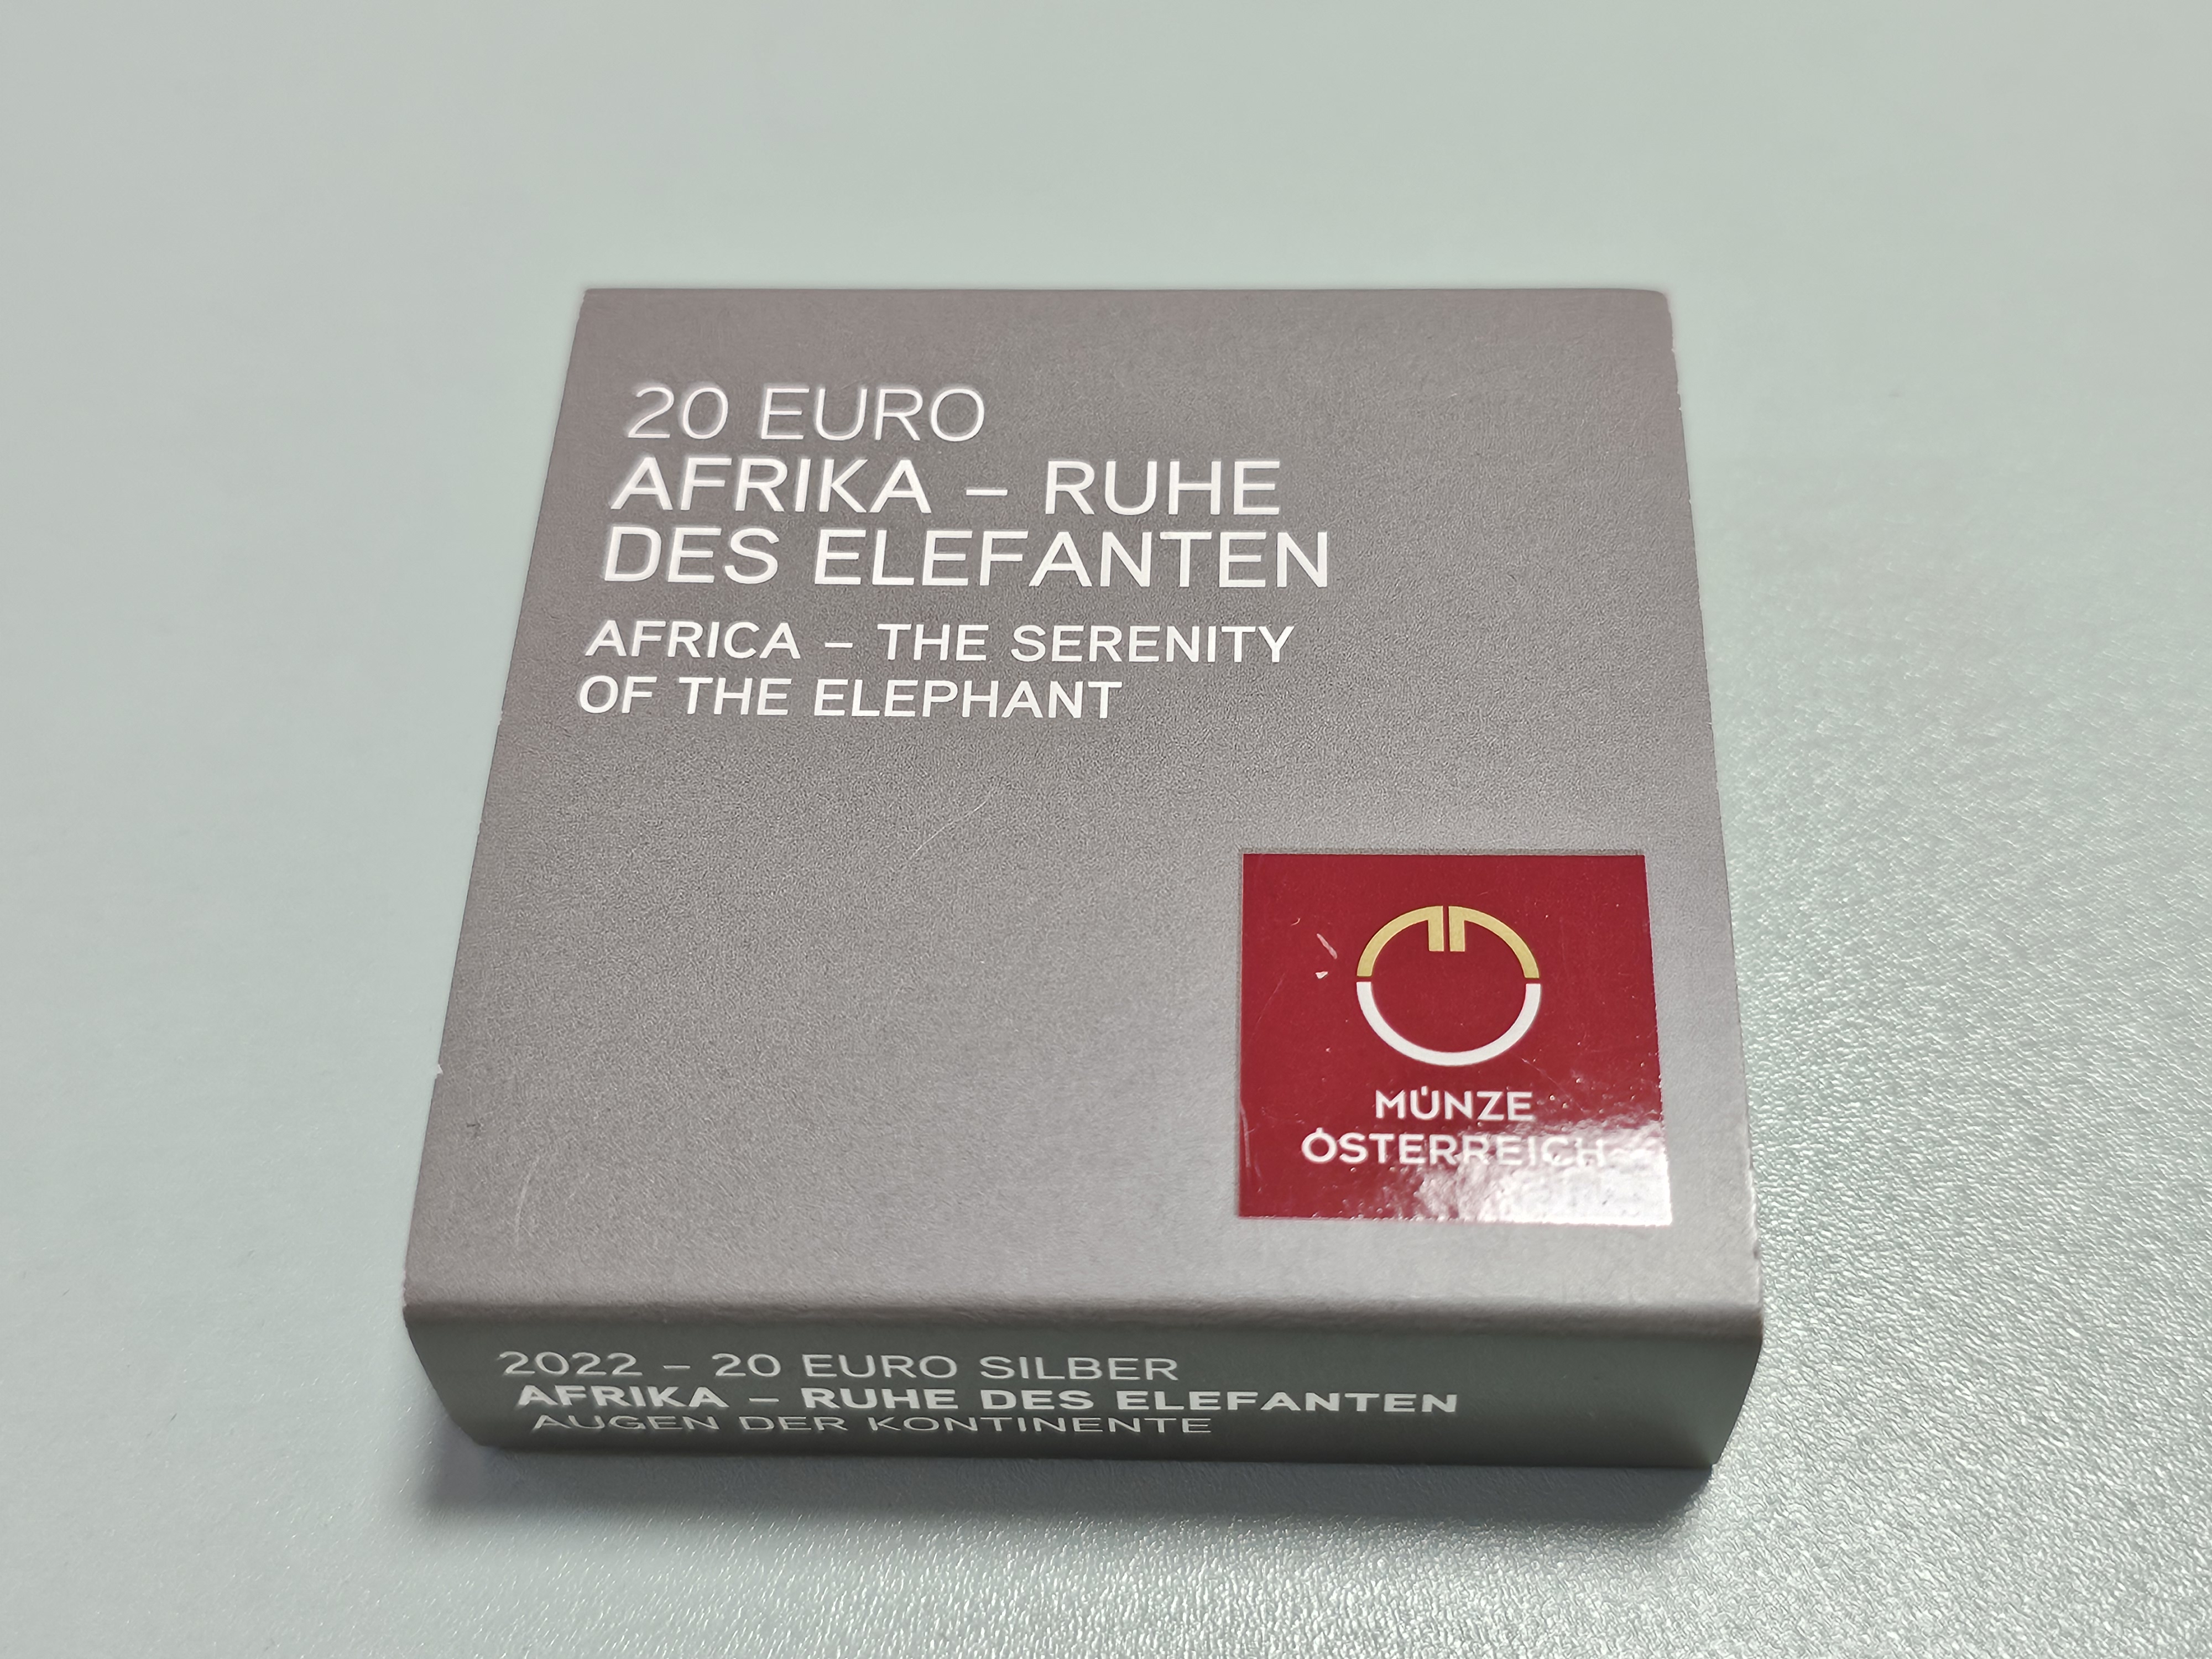 20 EURO
AFRIKA – RUHE
DES ELEFANTEN
AFRICA – THE SERENITY
OF THE ELEPHANT
MÜNZE
ÖSTERREICH
2022 – 20 EURO SILBER
AFRIKA – RUHE DES ELEFANTEN
AUGEN DER KONTINENTE